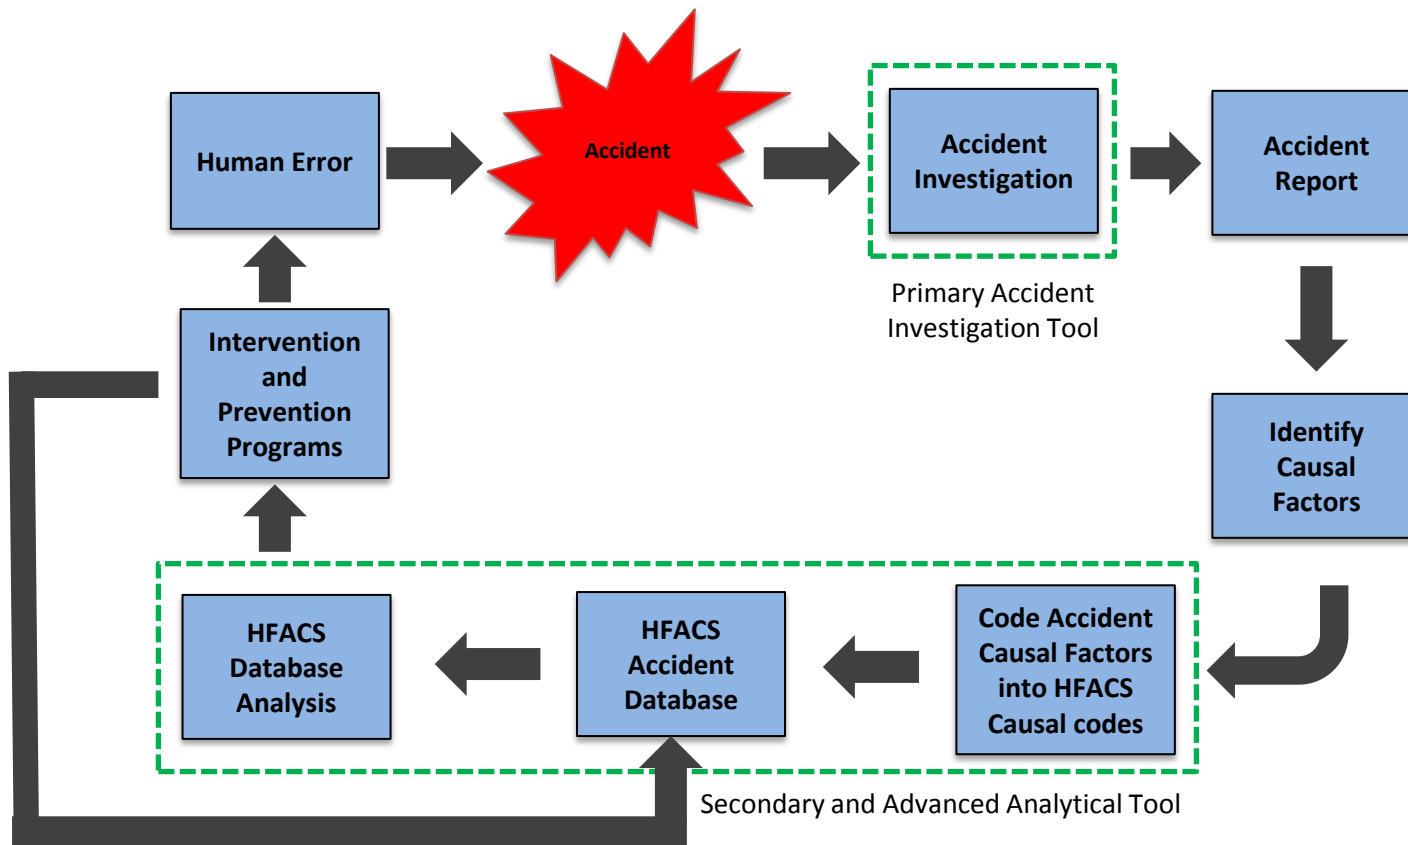 Human Error
Accident
Accident
Investigation
Accident
Report
Primary Accident
Investigation Tool
Intervention
and
Prevention
Programs
Identify
Causal
Factors
HFACS
Database
Analysis
HFACS
Accident
Database
Code Accident
Causal Factors
into HFACS
Causal codes
Secondary and Advanced Analytical Tool